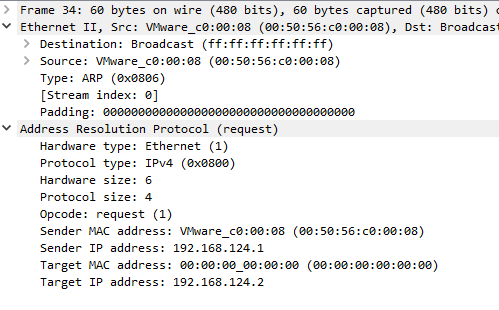 Frame 34: 60 bytes on wire (480 bits), 60 bytes captured (480 bits) o
Ethernet II, Src: VMware_c0:00:08 (00:50:56:c0:00:08), Dst: Broadcast
Destination: Broadcast (ff:ff:ff:ff:ff:ff)
Source: VMware_c0:00:08 (00:50:56:c0:00:08)
Type: ARP (0x0806)
[Stream index: 0]
Padding: 000000000000000000000000000000000000
Address Resolution Protocol (request)
Hardware type: Ethernet (1)
Protocol type: IPv4 (0x0800)
Hardware size: 6
Protocol size: 4
Opcode: request (1)
Sender MAC address: VMware_c0:00:08 (00:50:56:c0:00:08)
Sender IP address: 192.168.124.1
Target MAC address: 00:00:00_00:00:00 (00:00:00:00:00:00)
Target IP address: 192.168.124.2